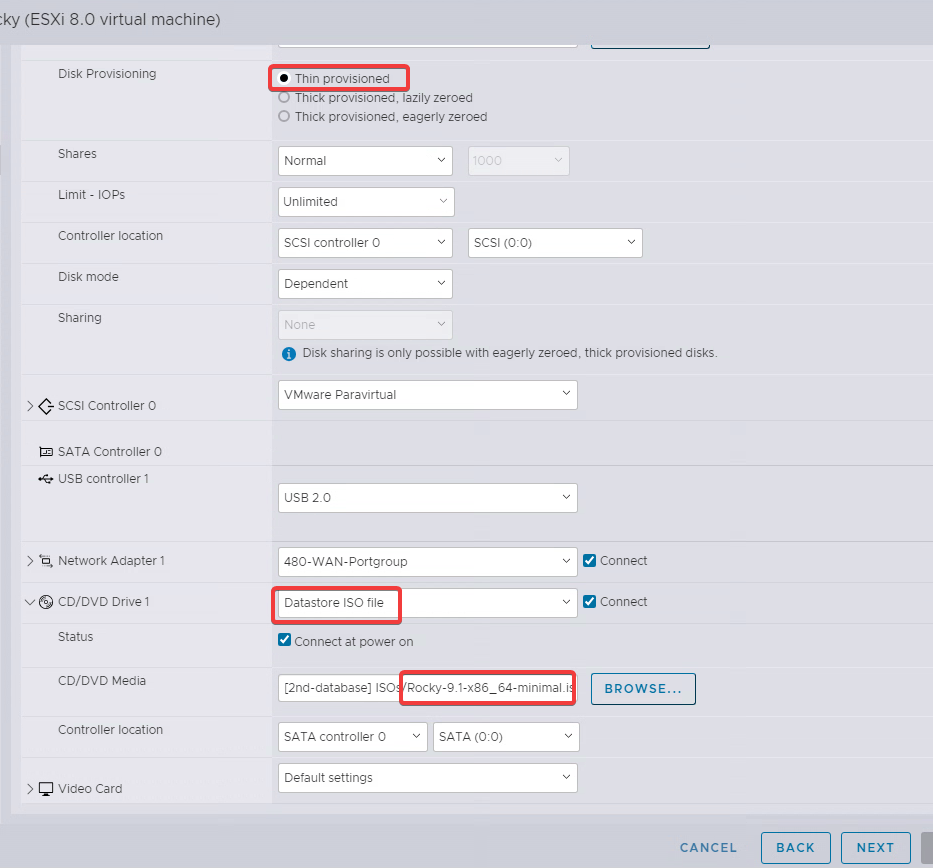 cky (ESXi 8.0 virtual machine)
Disk Provisioning
Thin provisioned
Thick provisioned, lazily zeroed
Thick provisioned, eagerly zeroed
Shares Normal 1000
Limit - IOPs Unlimited
Controller location SCSI controller 0 SCSI (0:0)
Disk mode Dependent
Sharing None
Disk sharing is only possible with eagerly zeroed, thick provisioned disks.
SCSI Controller 0 VMware Paravirtual
SATA Controller 0
USB controller 1 USB 2.0
Network Adapter 1 480-WAN-Portgroup Connect
CD/DVD Drive 1 Datastore ISO file Connect
Status Connect at power on
CD/DVD Media [2nd-database] ISOs/Rocky-9.1-x86_64-minimal.is BROWSE...
Controller location SATA controller 0 SATA (0:0)
Video Card Default settings
CANCEL BACK NEXT